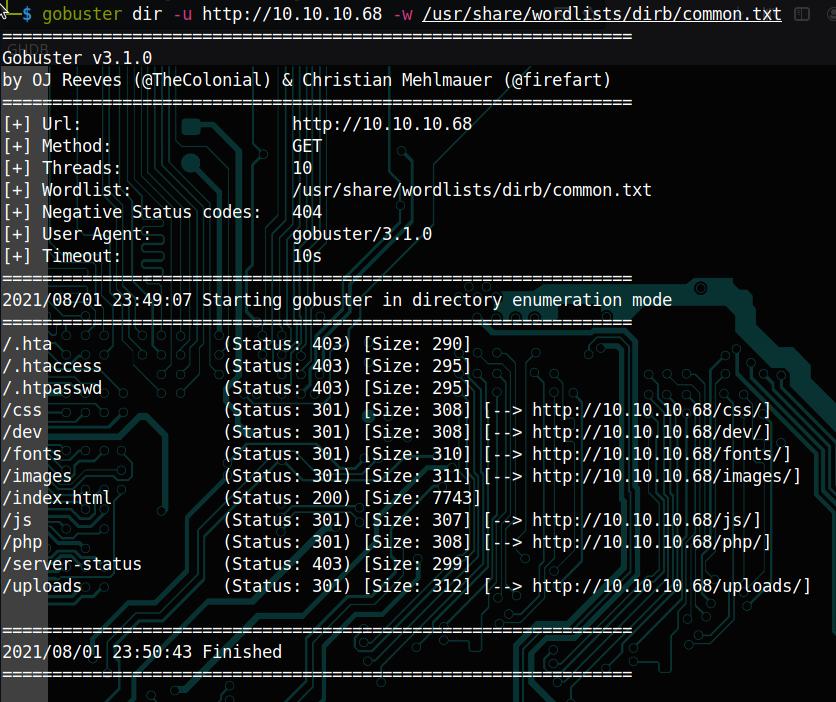 $ gobuster dir -u http://10.10.10.68 -w /usr/share/wordlists/dirb/common.txt
===============================================================
GHDB
Gobuster v3.1.0
by OJ Reeves (@TheColonial) & Christian Mehlmauer (@firefart)
===============================================================
[+] Url:                     http://10.10.10.68
[+] Method:                  GET
[+] Threads:                 10
[+] Wordlist:                /usr/share/wordlists/dirb/common.txt
[+] Negative Status codes:   404
[+] User Agent:              gobuster/3.1.0
[+] Timeout:                 10s
===============================================================
2021/08/01 23:49:07 Starting gobuster in directory enumeration mode
===============================================================
/.hta                 (Status: 403) [Size: 290]
/.htaccess            (Status: 403) [Size: 295]
/.htpasswd            (Status: 403) [Size: 295]
/css                  (Status: 301) [Size: 308] [--> http://10.10.10.68/css/]
/dev                  (Status: 301) [Size: 308] [--> http://10.10.10.68/dev/]
/fonts                (Status: 301) [Size: 310] [--> http://10.10.10.68/fonts/]
/images               (Status: 301) [Size: 311] [--> http://10.10.10.68/images/]
/index.html           (Status: 200) [Size: 7743]
/js                   (Status: 301) [Size: 307] [--> http://10.10.10.68/js/]
/php                  (Status: 301) [Size: 308] [--> http://10.10.10.68/php/]
/server-status        (Status: 403) [Size: 299]
/uploads              (Status: 301) [Size: 312] [--> http://10.10.10.68/uploads/]
===============================================================
2021/08/01 23:50:43 Finished
===============================================================